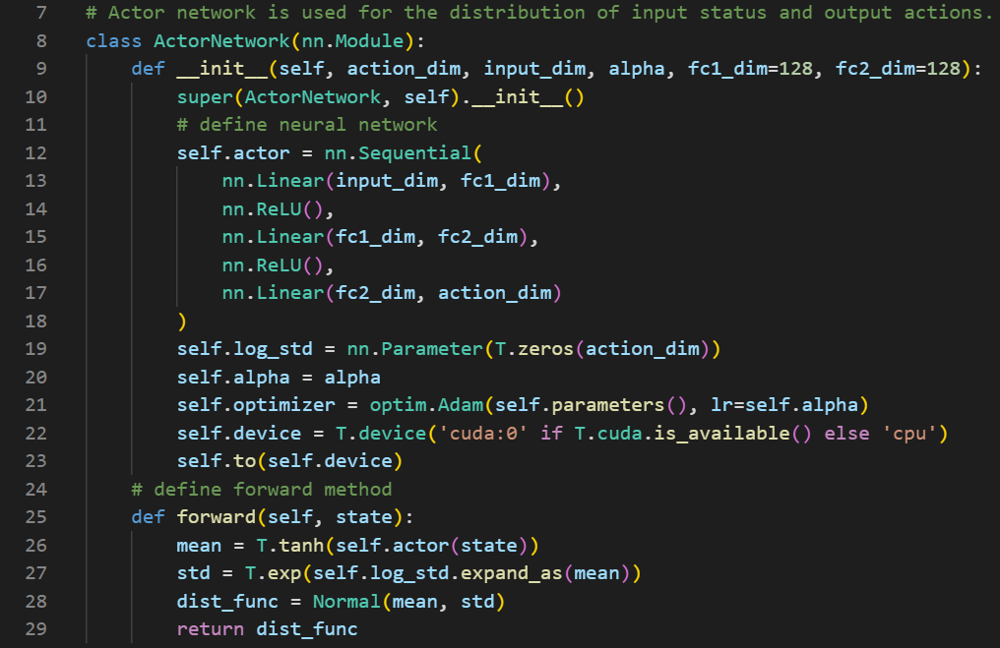 7 # Actor network is used for the distribution of input status and output actions.
8 class ActorNetwork(nn.Module):
9     def __init__(self, action_dim, input_dim, alpha, fc1_dim=128, fc2_dim=128):
10         super(ActorNetwork, self).__init__()
11         # define neural network
12         self.actor = nn.Sequential(
13             nn.Linear(input_dim, fc1_dim),
14             nn.ReLU(),
15             nn.Linear(fc1_dim, fc2_dim),
16             nn.ReLU(),
17             nn.Linear(fc2_dim, action_dim)
18         )
19         self.log_std = nn.Parameter(T.zeros(action_dim))
20         self.alpha = alpha
21         self.optimizer = optim.Adam(self.parameters(), lr=self.alpha)
22         self.device = T.device('cuda:0' if T.cuda.is_available() else 'cpu')
23         self.to(self.device)
24     # define forward method
25     def forward(self, state):
26         mean = T.tanh(self.actor(state))
27         std = T.exp(self.log_std.expand_as(mean))
28         dist_func = Normal(mean, std)
29         return dist_func